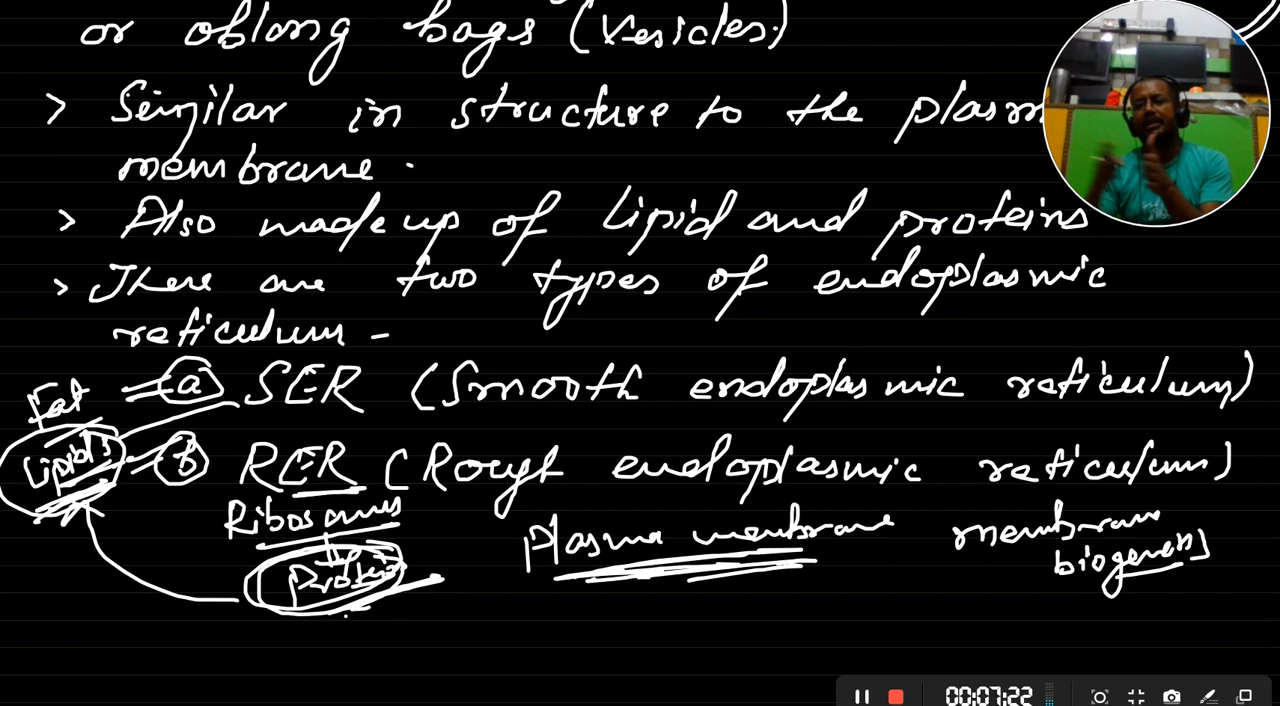 or oblong bags (Vesicles.)
> Similar in structure to the plasm
membrane.
> Also made up of lipid and proteins
> There are two types of endoplasmic
reticulum -
Fat
(a) SER (Smooth endoplasmic reticulum)
Lipids
(b) RER (Rough endoplasmic reticulum)
Ribosomes
Plasma membrane
membrane
biogenesis
Protein
00:07:22